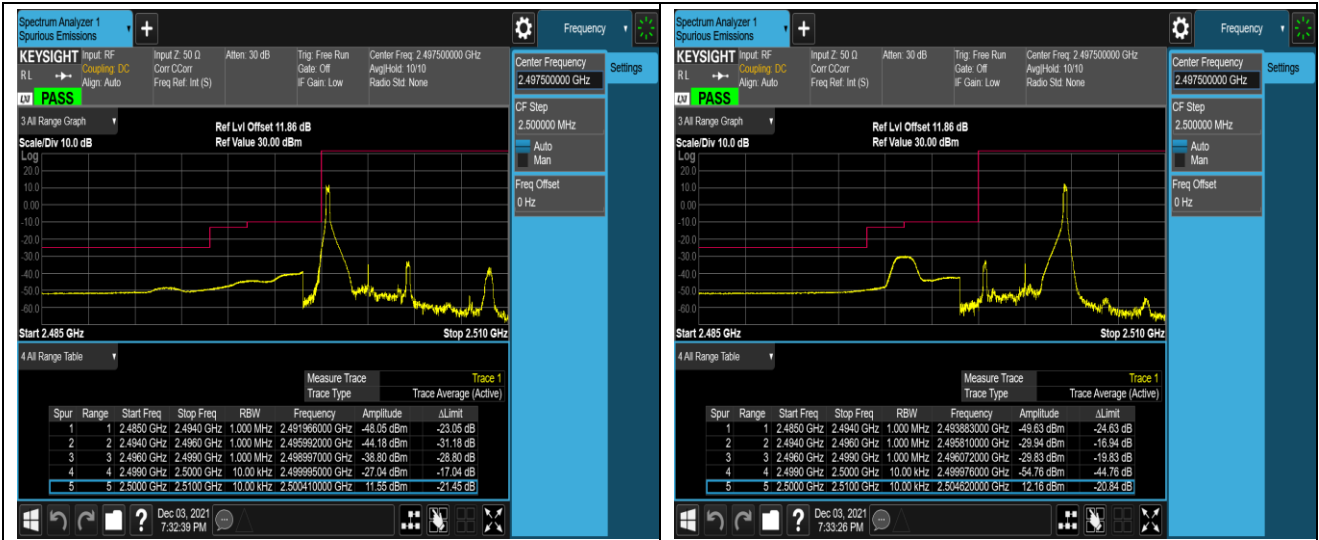 Spectrum Analyzer 1
Spurious Emissions
Frequency
KEYSIGHT Input: RF Input Z: 50 Ω Atten: 30 dB Trig: Free Run Center Freq: 2.497500000 GHz
Coupling: DC Corr CCorr Gate: Off Avg|Hold: 10/10
RL Align: Auto Freq Ref: Int (S) IF Gain: Low Radio Std: None
LXI PASS
Center Frequency
2.497500000 GHz
Settings
CF Step
2.500000 MHz
Auto
Man
Freq Offset
0 Hz
3 All Range Graph
Ref Lvl Offset 11.86 dB
Scale/Div 10.0 dB Ref Value 30.00 dBm
Log
20.0
10.0
0.00
-10.0
-20.0
-30.0
-40.0
-50.0
-60.0
Start 2.485 GHz Stop 2.510 GHz
4 All Range Table
Measure Trace Trace 1
Trace Type Trace Average (Active)
Spur Range Start Freq Stop Freq RBW Frequency Amplitude ΔLimit
1 1 2.4850 GHz 2.4940 GHz 1.000 MHz 2.491966000 GHz -48.05 dBm -23.05 dB
2 2 2.4940 GHz 2.4960 GHz 1.000 MHz 2.495992000 GHz -44.18 dBm -31.18 dB
3 3 2.4960 GHz 2.4990 GHz 1.000 MHz 2.498997000 GHz -38.80 dBm -28.80 dB
4 4 2.4990 GHz 2.5000 GHz 10.00 kHz 2.499995000 GHz -27.04 dBm -17.04 dB
5 5 2.5000 GHz 2.5100 GHz 10.00 kHz 2.500410000 GHz 11.55 dBm -21.45 dB
?
Dec 03, 2021
7:32:39 PM
Spectrum Analyzer 1
Spurious Emissions
Frequency
KEYSIGHT Input: RF Input Z: 50 Ω Atten: 30 dB Trig: Free Run Center Freq: 2.497500000 GHz
Coupling: DC Corr CCorr Gate: Off Avg|Hold: 10/10
RL Align: Auto Freq Ref: Int (S) IF Gain: Low Radio Std: None
LXI PASS
Center Frequency
2.497500000 GHz
Settings
CF Step
2.500000 MHz
Auto
Man
Freq Offset
0 Hz
3 All Range Graph
Ref Lvl Offset 11.86 dB
Scale/Div 10.0 dB Ref Value 30.00 dBm
Log
20.0
10.0
0.00
-10.0
-20.0
-30.0
-40.0
-50.0
-60.0
Start 2.485 GHz Stop 2.510 GHz
4 All Range Table
Measure Trace Trace 1
Trace Type Trace Average (Active)
Spur Range Start Freq Stop Freq RBW Frequency Amplitude ΔLimit
1 1 2.4850 GHz 2.4940 GHz 1.000 MHz 2.493883000 GHz -49.63 dBm -24.63 dB
2 2 2.4940 GHz 2.4960 GHz 1.000 MHz 2.495810000 GHz -29.94 dBm -16.94 dB
3 3 2.4960 GHz 2.4990 GHz 1.000 MHz 2.496072000 GHz -29.83 dBm -19.83 dB
4 4 2.4990 GHz 2.5000 GHz 10.00 kHz 2.499976000 GHz -54.76 dBm -44.76 dB
5 5 2.5000 GHz 2.5100 GHz 10.00 kHz 2.504620000 GHz 12.16 dBm -20.84 dB
?
Dec 03, 2021
7:33:26 PM